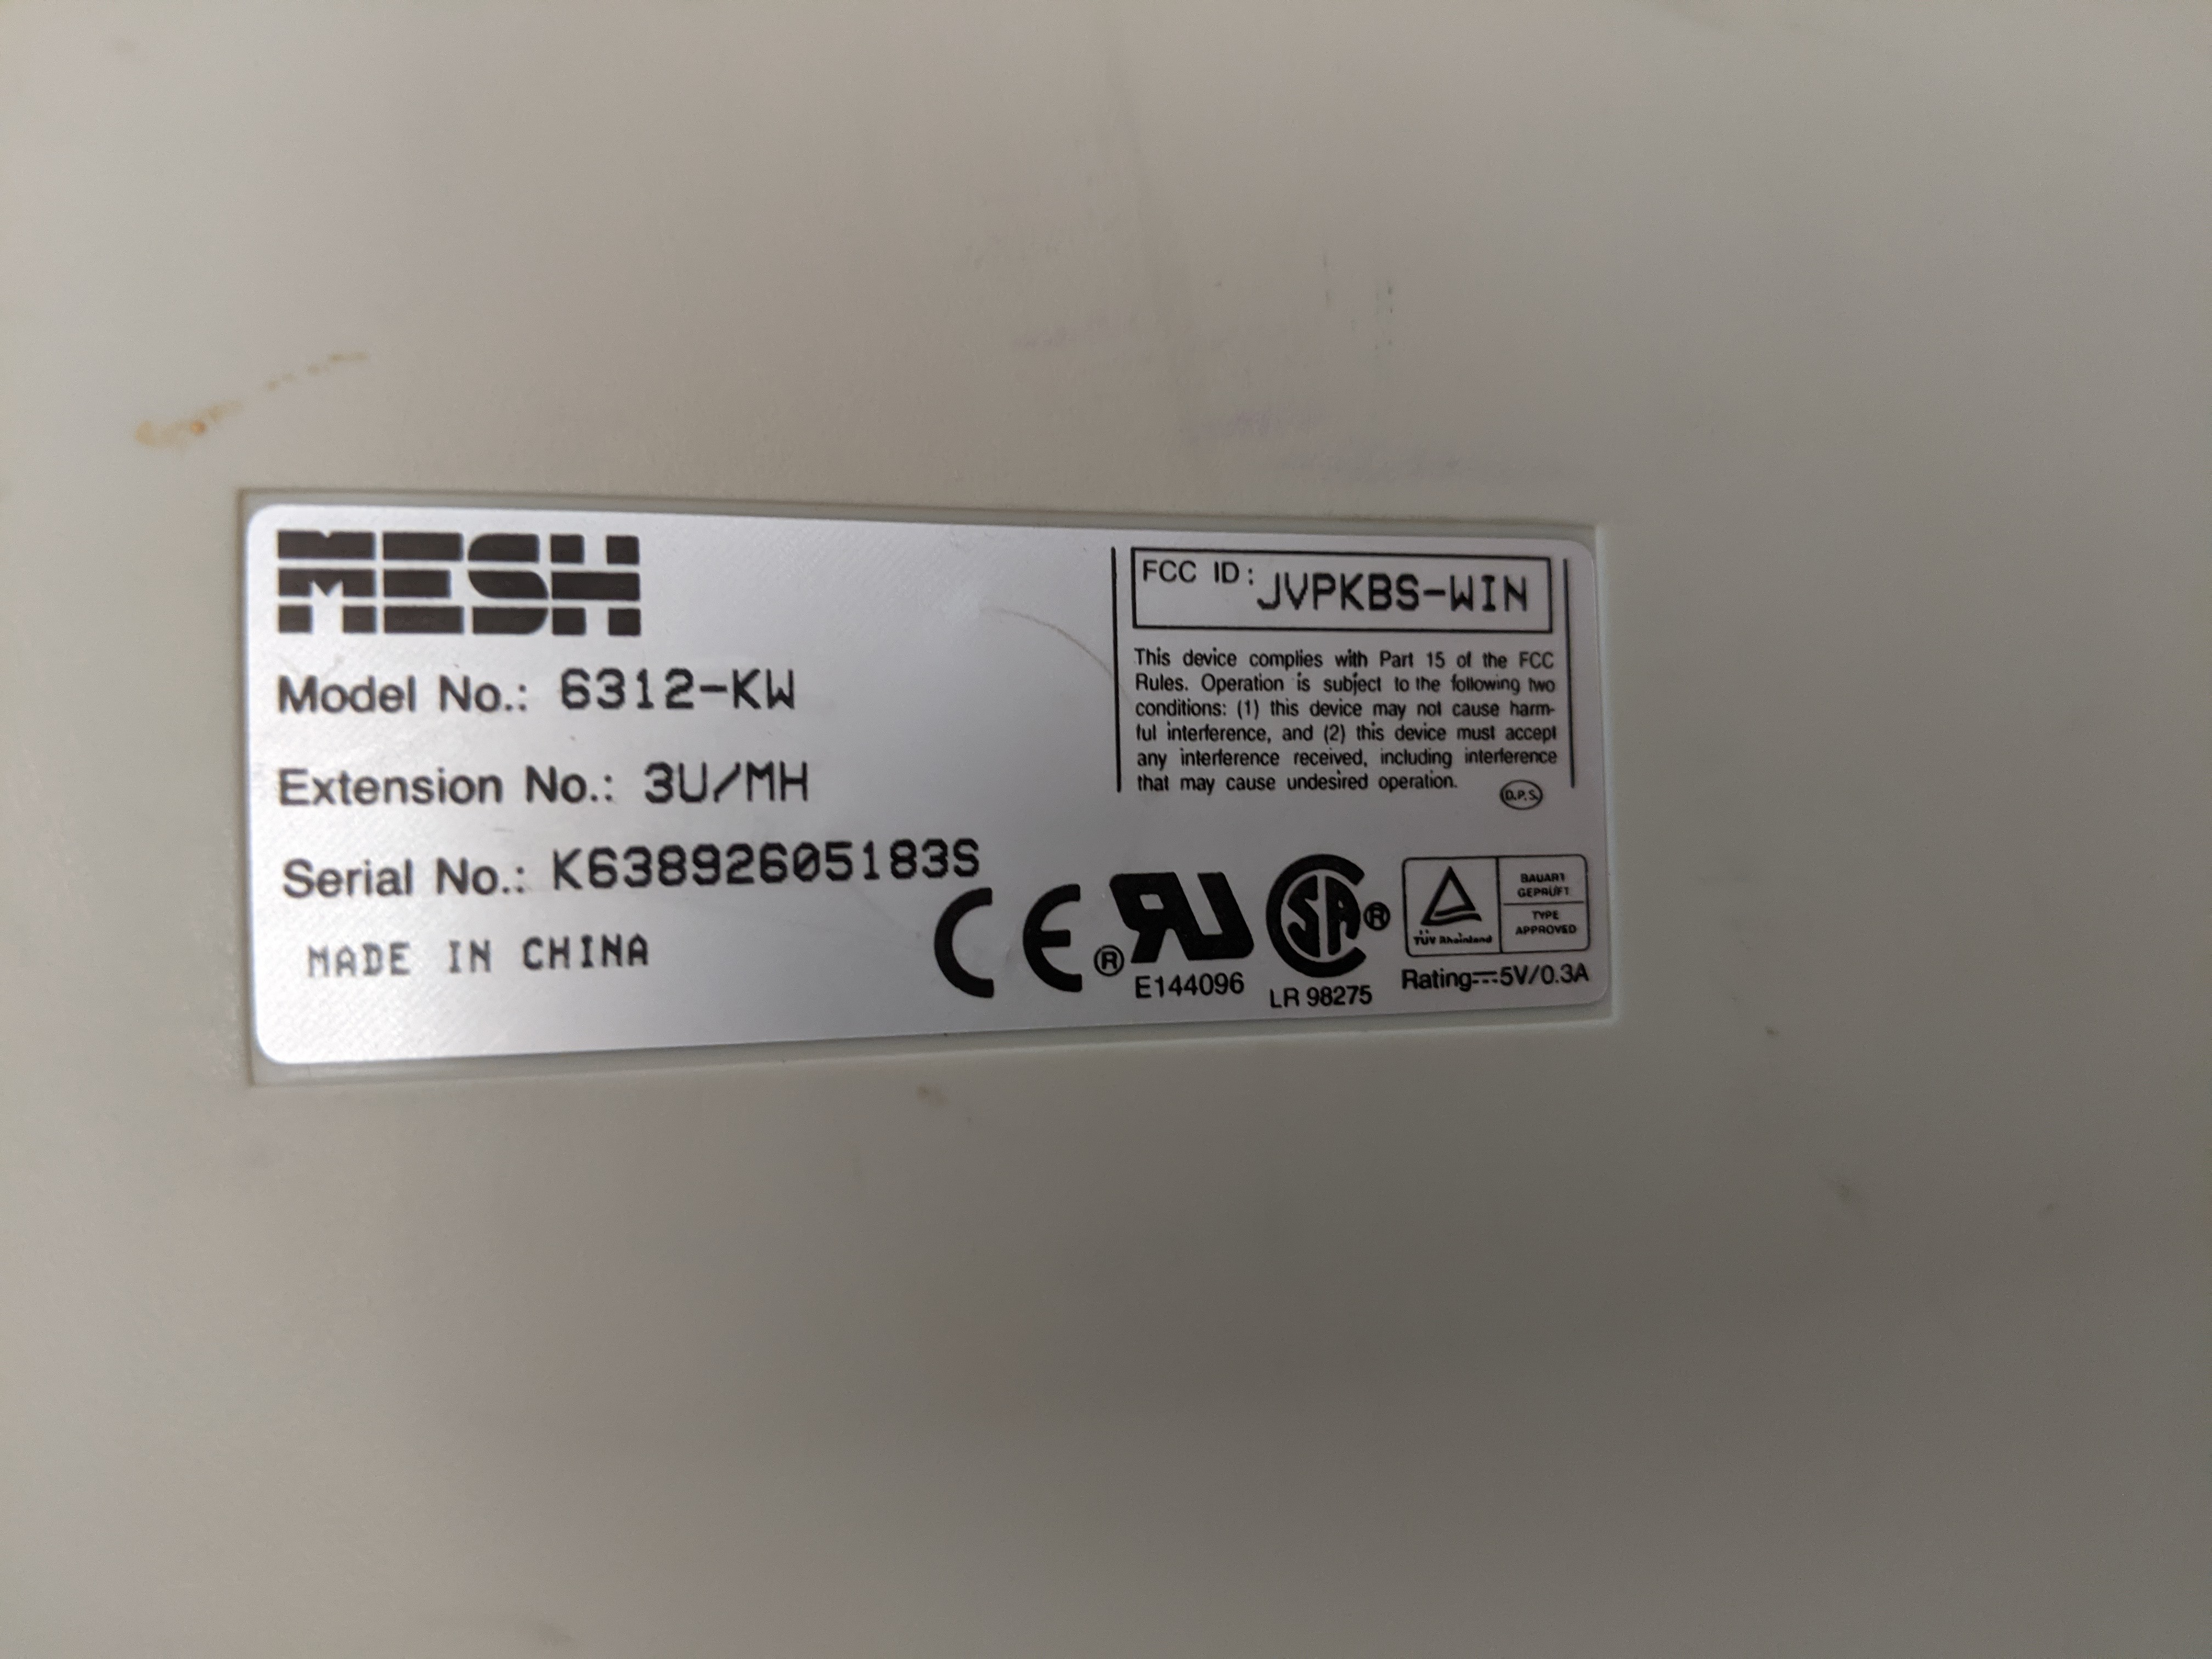 MESH
Model No.: 6312-KW
Extension No.: 3U/MH
Serial No.: K63892605183S
MADE IN CHINA
FCC ID: JVPKBS-WIN
This device complies with Part 15 of the FCC
Rules. Operation is subject to the following two
conditions: (1) this device may not cause harm-
ful interference, and (2) this device must accept
any interference received, including interference
that may cause undesired operation.
D.P.S.
CE
® RU
E144096
SA ®
LR 98275
TÜV Rheinland
BAUART
GEPRÜFT
TYPE
APPROVED
Rating⎓5V/0.3A